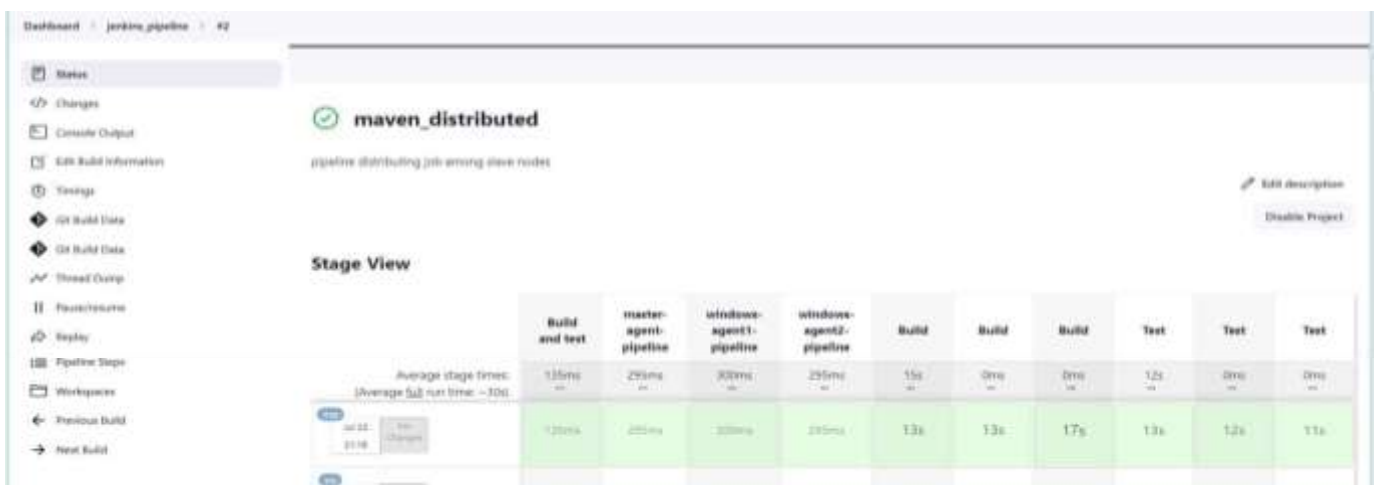 Dashboard jenkins_pipeline #2
Status
Changes
Console Output
Edit Build Information
Timings
Git Build Data
Git Build Data
Thread Dump
Pause/resume
Replay
Pipeline Steps
Workspaces
Previous Build
Next Build
maven_distributed
pipeline distributing job among slave nodes
Edit description
Disable Project
Stage View
Build and test
master-agent-pipeline
windows-agent1-pipeline
windows-agent2-pipeline
Build
Build
Build
Test
Test
Test
Average stage times:
(Average full run time: ~30s)
135ms 295ms 300ms 295ms 15s 0ms 0ms 12s 0ms 0ms
No Changes
295ms 13s 13s 17s 13s 12s 11s